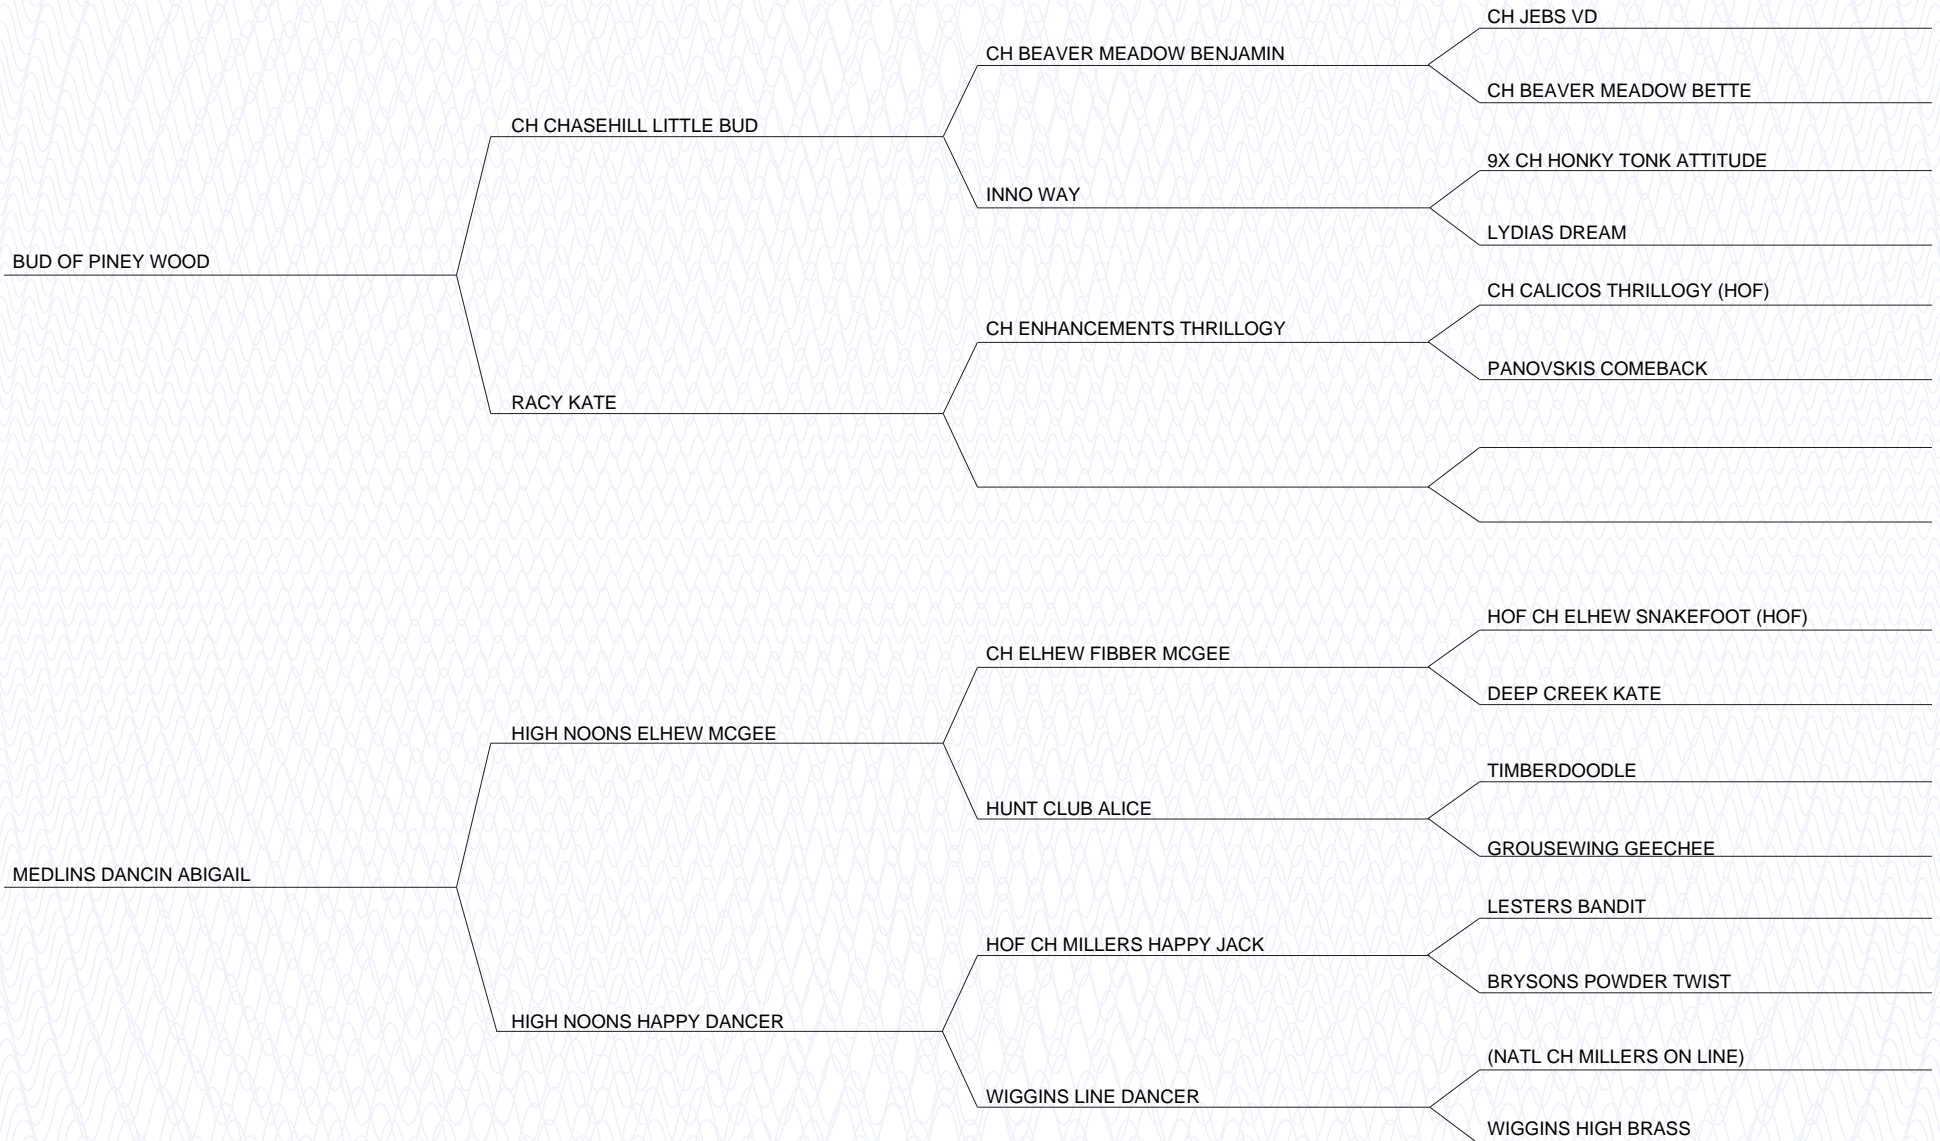 CH JEBS VD
CH BEAVER MEADOW BENJAMIN
CH BEAVER MEADOW BETTE
CH CHASEHILL LITTLE BUD
9X CH HONKY TONK ATTITUDE
INNO WAY
LYDIAS DREAM
BUD OF PINEY WOOD
CH CALICOS THRILLOGY (HOF)
CH ENHANCEMENTS THRILLOGY
PANOVSKIS COMEBACK
RACY KATE
HOF CH ELHEW SNAKEFOOT (HOF)
CH ELHEW FIBBER MCGEE
DEEP CREEK KATE
HIGH NOONS ELHEW MCGEE
TIMBERDOODLE
HUNT CLUB ALICE
GROUSEWING GEECHEE
MEDLINS DANCIN ABIGAIL
LESTERS BANDIT
HOF CH MILLERS HAPPY JACK
BRYSONS POWDER TWIST
HIGH NOONS HAPPY DANCER
(NATL CH MILLERS ON LINE)
WIGGINS LINE DANCER
WIGGINS HIGH BRASS